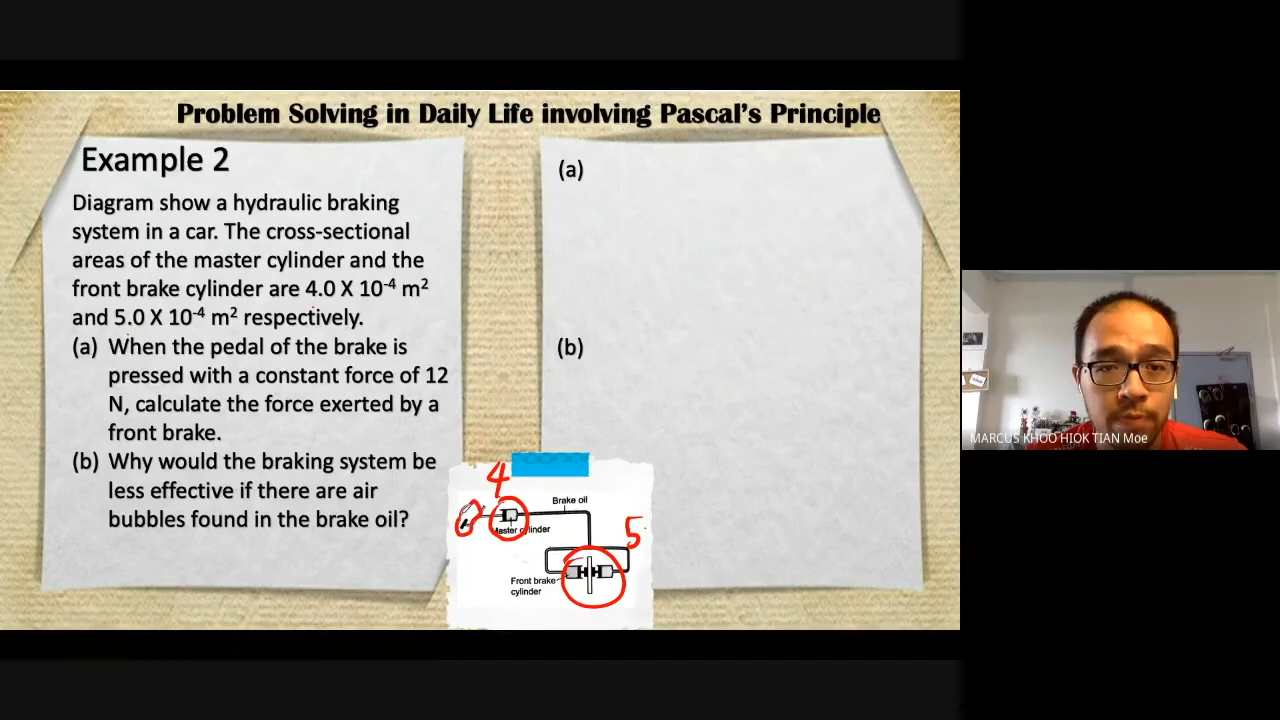 Problem Solving in Daily Life involving Pascal's Principle
Example 2
Diagram show a hydraulic braking
system in a car. The cross-sectional
areas of the master cylinder and the
front brake cylinder are 4.0 X 10⁻⁴ m²
and 5.0 X 10⁻⁴ m² respectively.
(a) When the pedal of the brake is
pressed with a constant force of 12
N, calculate the force exerted by a
front brake.
(b) Why would the braking system be
less effective if there are air
bubbles found in the brake oil?
(a)
(b)
4
Brake oil
Master cylinder
5
Front brake
cylinder
MARCUS KHOO HIOK TIAN Moe